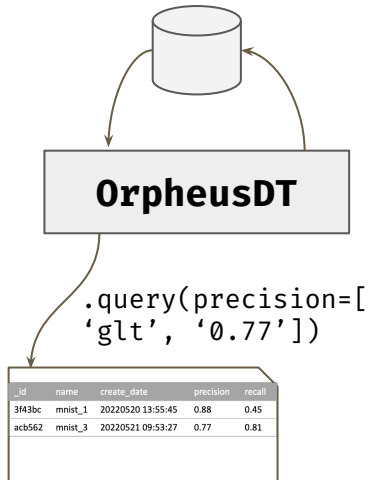 OrpheusDT
.query(precision=[
‘glt’, ‘0.77’])
_id name create_date precision recall
3f43bc mnist_1 20220520 13:55:45 0.88 0.45
acb562 mnist_3 20220521 09:53:27 0.77 0.81